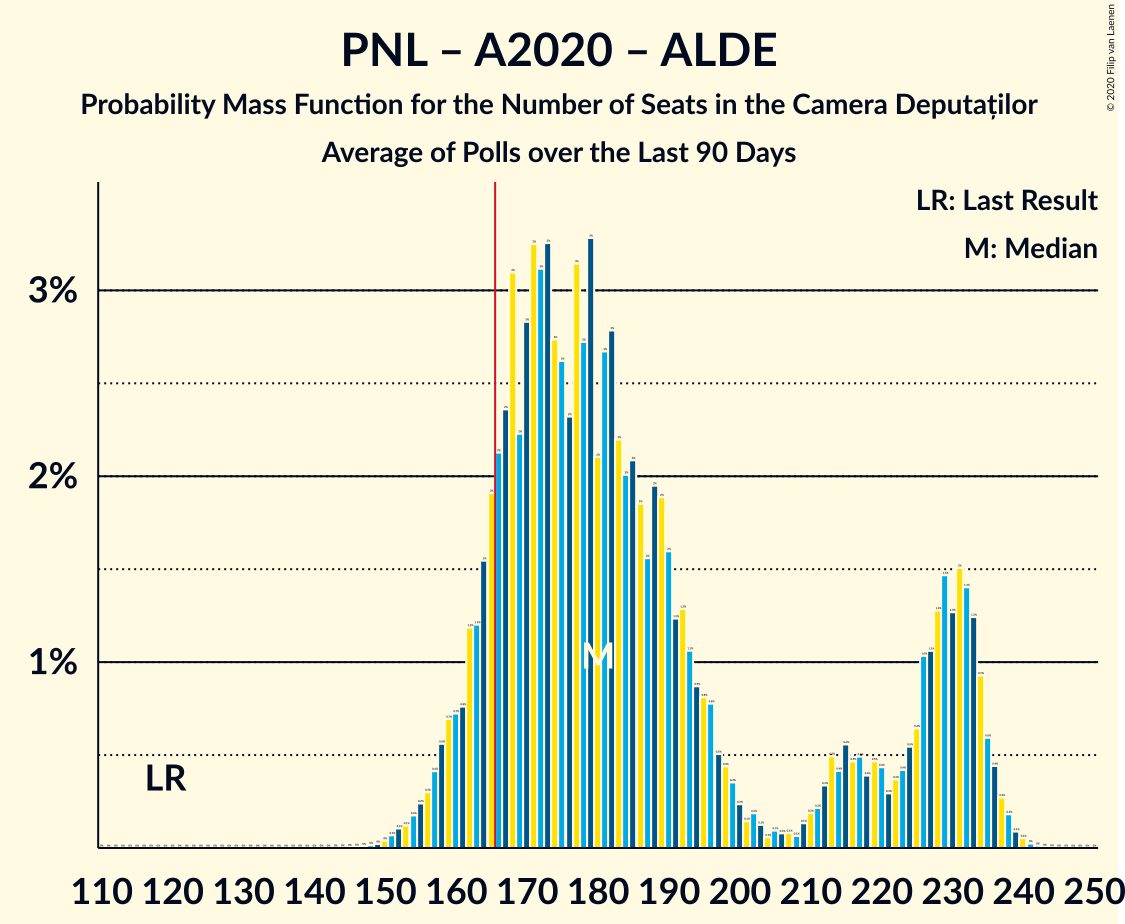 PNL – A2020 – ALDE
Probability Mass Function for the Number of Seats in the Camera Deputaților
Average of Polls over the Last 90 Days
© 2020 Filip van Laenen
LR: Last Result
M: Median
3%
2%
1%
M
LR
110 120 130 140 150 160 170 180 190 200 210 220 230 240 250